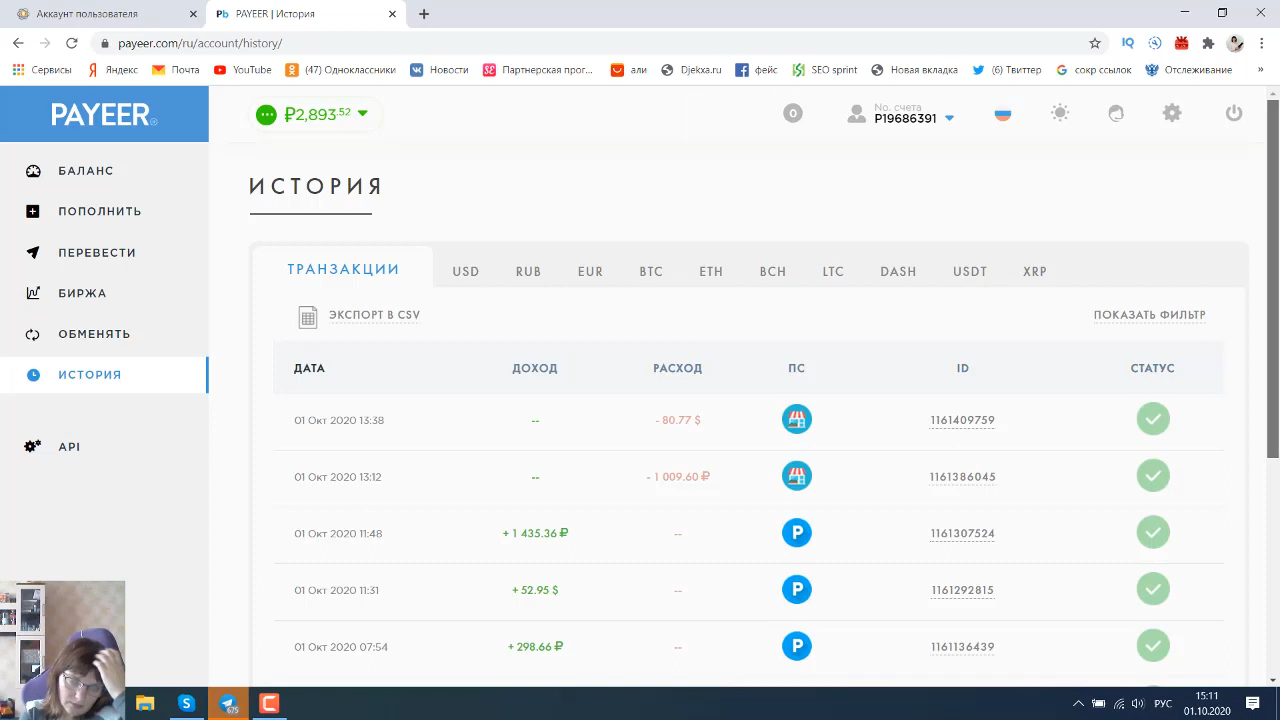 Аккаунт пользователя
Pb PAYEER | История
payeer.com/ru/account/history/
Сервисы
Яндекс
Почта
YouTube
(47) Одноклассники
Новости
Партнерская прог...
али
Djekxa.ru
фейс
SEO sprint
Новая вкладка
(6) Твиттер
сокр ссылок
Отслеживание
»
PAYEER
₽2,893.52
0
No. счета
P19686391
БАЛАНС
ПОПОЛНИТЬ
ПЕРЕВЕСТИ
БИРЖА
ОБМЕНЯТЬ
ИСТОРИЯ
API
ИСТОРИЯ
ТРАНЗАКЦИИ USD RUB EUR BTC ETH BCH LTC DASH USDT XRP
ЭКСПОРТ В CSV
ПОКАЗАТЬ ФИЛЬТР
ДАТА ДОХОД РАСХОД ПС ID СТАТУС
01 Окт 2020 13:38 -- - 80.77 $ 1161409759
01 Окт 2020 13:12 -- - 1 009.60 ₽ 1161386045
01 Окт 2020 11:48 + 1 435.36 ₽ -- P 1161307524
01 Окт 2020 11:31 + 52.95 $ -- P 1161292815
01 Окт 2020 07:54 + 298.66 ₽ -- P 1161136439
675
РУС
15:11
01.10.2020